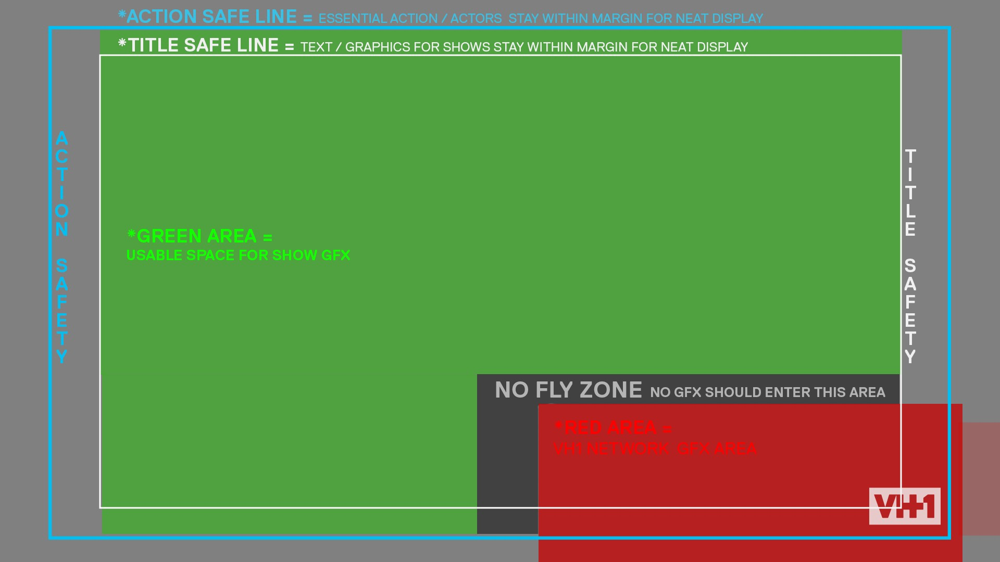 *ACTION SAFE LINE = ESSENTIAL ACTION / ACTORS  STAY WITHIN MARGIN FOR NEAT DISPLAY
*TITLE SAFE LINE = TEXT / GRAPHICS FOR SHOWS STAY WITHIN MARGIN FOR NEAT DISPLAY
ACTION SAFETY
TITLE SAFETY
*GREEN AREA =
USABLE SPACE FOR SHOW GFX
NO FLY ZONE NO GFX SHOULD ENTER THIS AREA
*RED AREA =
VH1 NETWORK  GFX AREA
VH1